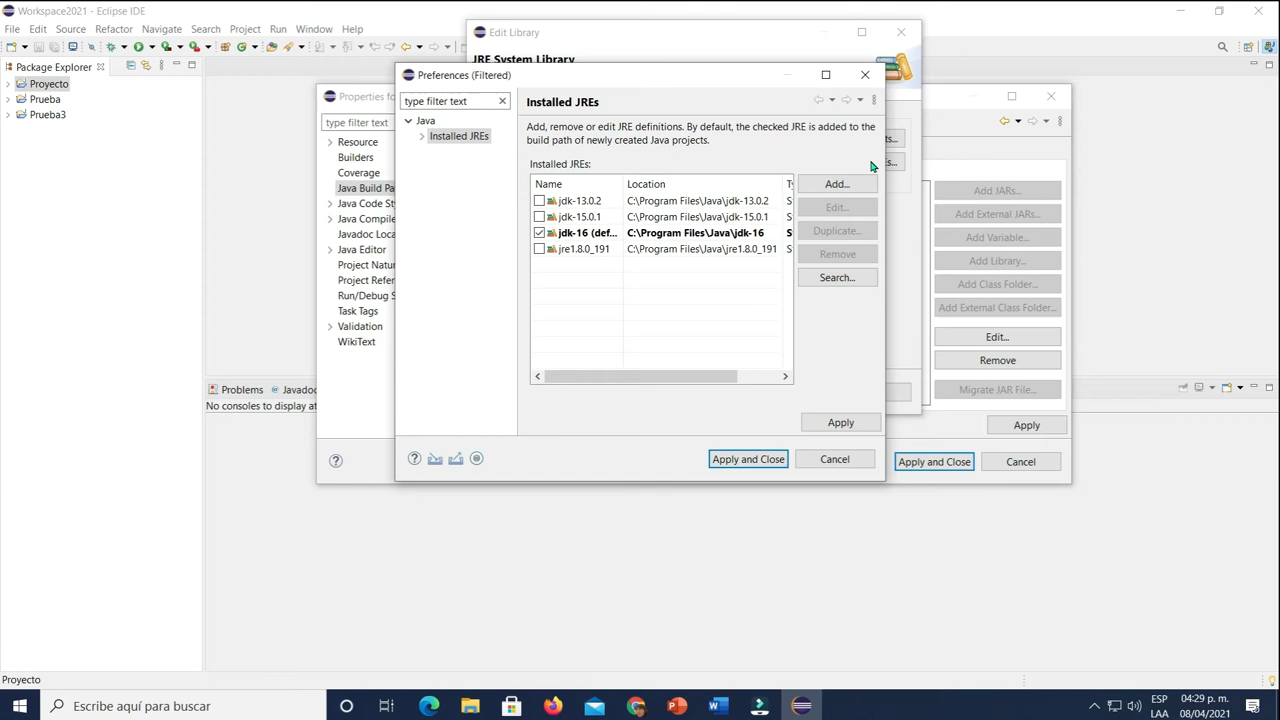 Workspace2021 - Eclipse IDE
File Edit Source Refactor Navigate Search Project Run Window Help
Package Explorer
Proyecto
Prueba
Prueba3
Edit Library
JRE System Library
Properties for
type filter text
Resource
Builders
Coverage
Java Build Pa
Java Code St
Java Compile
Javadoc Loca
Java Editor
Project Natur
Project Refer
Run/Debug S
Task Tags
Validation
WikiText
Preferences (Filtered)
type filter text
Java
Installed JREs
Installed JREs
Add, remove or edit JRE definitions. By default, the checked JRE is added to the
build path of newly created Java projects.
Installed JREs:
Name Location Ty
jdk-13.0.2 C:\Program Files\Java\jdk-13.0.2 S
jdk-15.0.1 C:\Program Files\Java\jdk-15.0.1 S
jdk-16 (def... C:\Program Files\Java\jdk-16 S
jre1.8.0_191 C:\Program Files\Java\jre1.8.0_191 S
Add...
Edit...
Duplicate...
Remove
Search...
Apply
Apply and Close Cancel
ts...
Es...
Add JARs...
Add External JARs...
Add Variable...
Add Library...
Add Class Folder...
Add External Class Folder...
Edit...
Remove
Migrate JAR File...
Apply
Apply and Close Cancel
Problems Javadoc
No consoles to display at
Proyecto
Escribe aquí para buscar
ESP
LAA
04:29 p. m.
08/04/2021